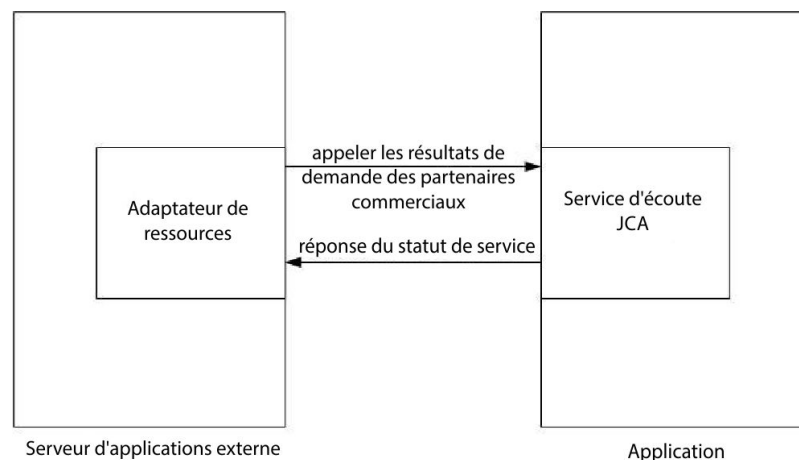 appeler les résultats de
demande des partenaires
commerciaux
Adaptateur de
ressources
Service d'écoute
JCA
réponse du statut de service
Serveur d'applications externe
Application